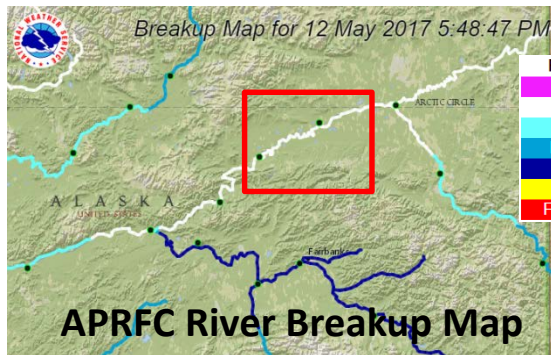 Breakup Map for 12 May 2017 5:48:47 PM
ARCTIC CIRCLE
ALASKA
UNITED STATES
Fairbanks
APRFC River Breakup Map